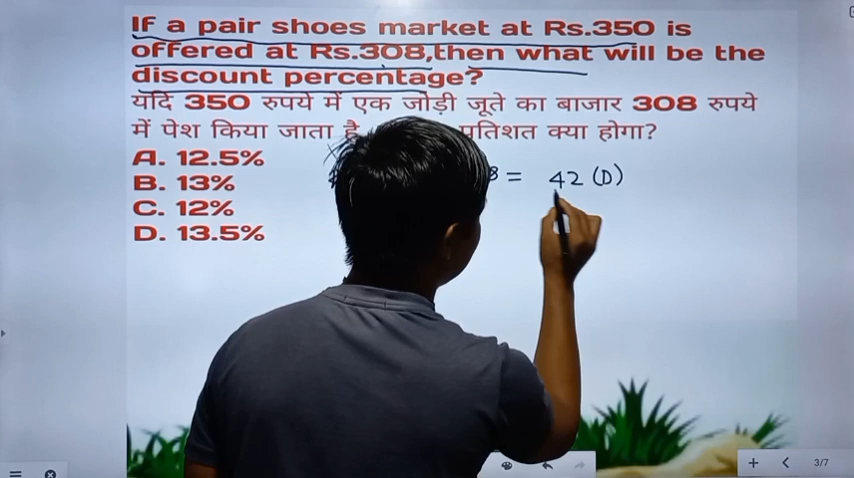 If a pair shoes market at Rs.350 is
offered at Rs.308,then what will be the
discount percentage?
यदि 350 रुपये में एक जोड़ी जूते का बाजार 308 रुपये
में पेश किया जाता है प्रतिशत क्या होगा?
A. 12.5%
8 = 42 (D)
B. 13%
C. 12%
D. 13.5%
3/7